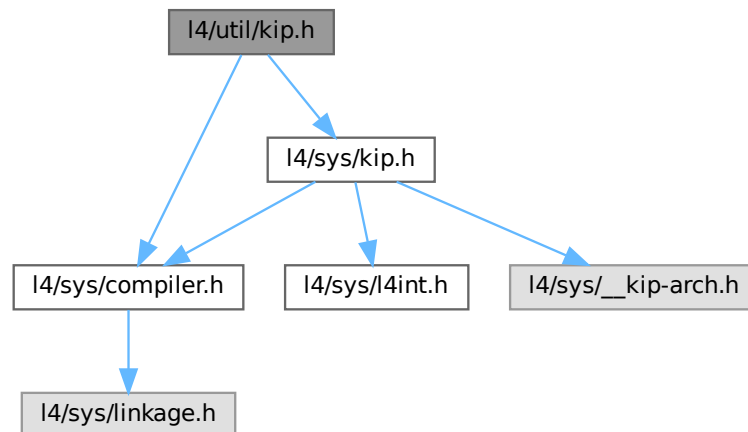 l4/util/kip.h
l4/sys/kip.h
l4/sys/compiler.h
l4/sys/l4int.h
l4/sys/__kip-arch.h
l4/sys/linkage.h